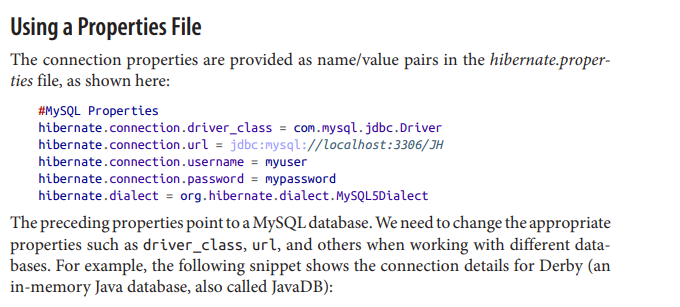 Using a Properties File
The connection properties are provided as name/value pairs in the hibernate.proper-
ties file, as shown here:
#MySQL Properties
hibernate.connection.driver_class = com.mysql.jdbc.Driver
hibernate.connection.url = jdbc:mysql://localhost:3306/JH
hibernate.connection.username = myuser
hibernate.connection.password = mypassword
hibernate.dialect = org.hibernate.dialect.MySQL5Dialect
The preceding properties point to a MySQL database. We need to change the appropriate
properties such as driver_class, url, and others when working with different data-
bases. For example, the following snippet shows the connection details for Derby (an
in-memory Java database, also called JavaDB):